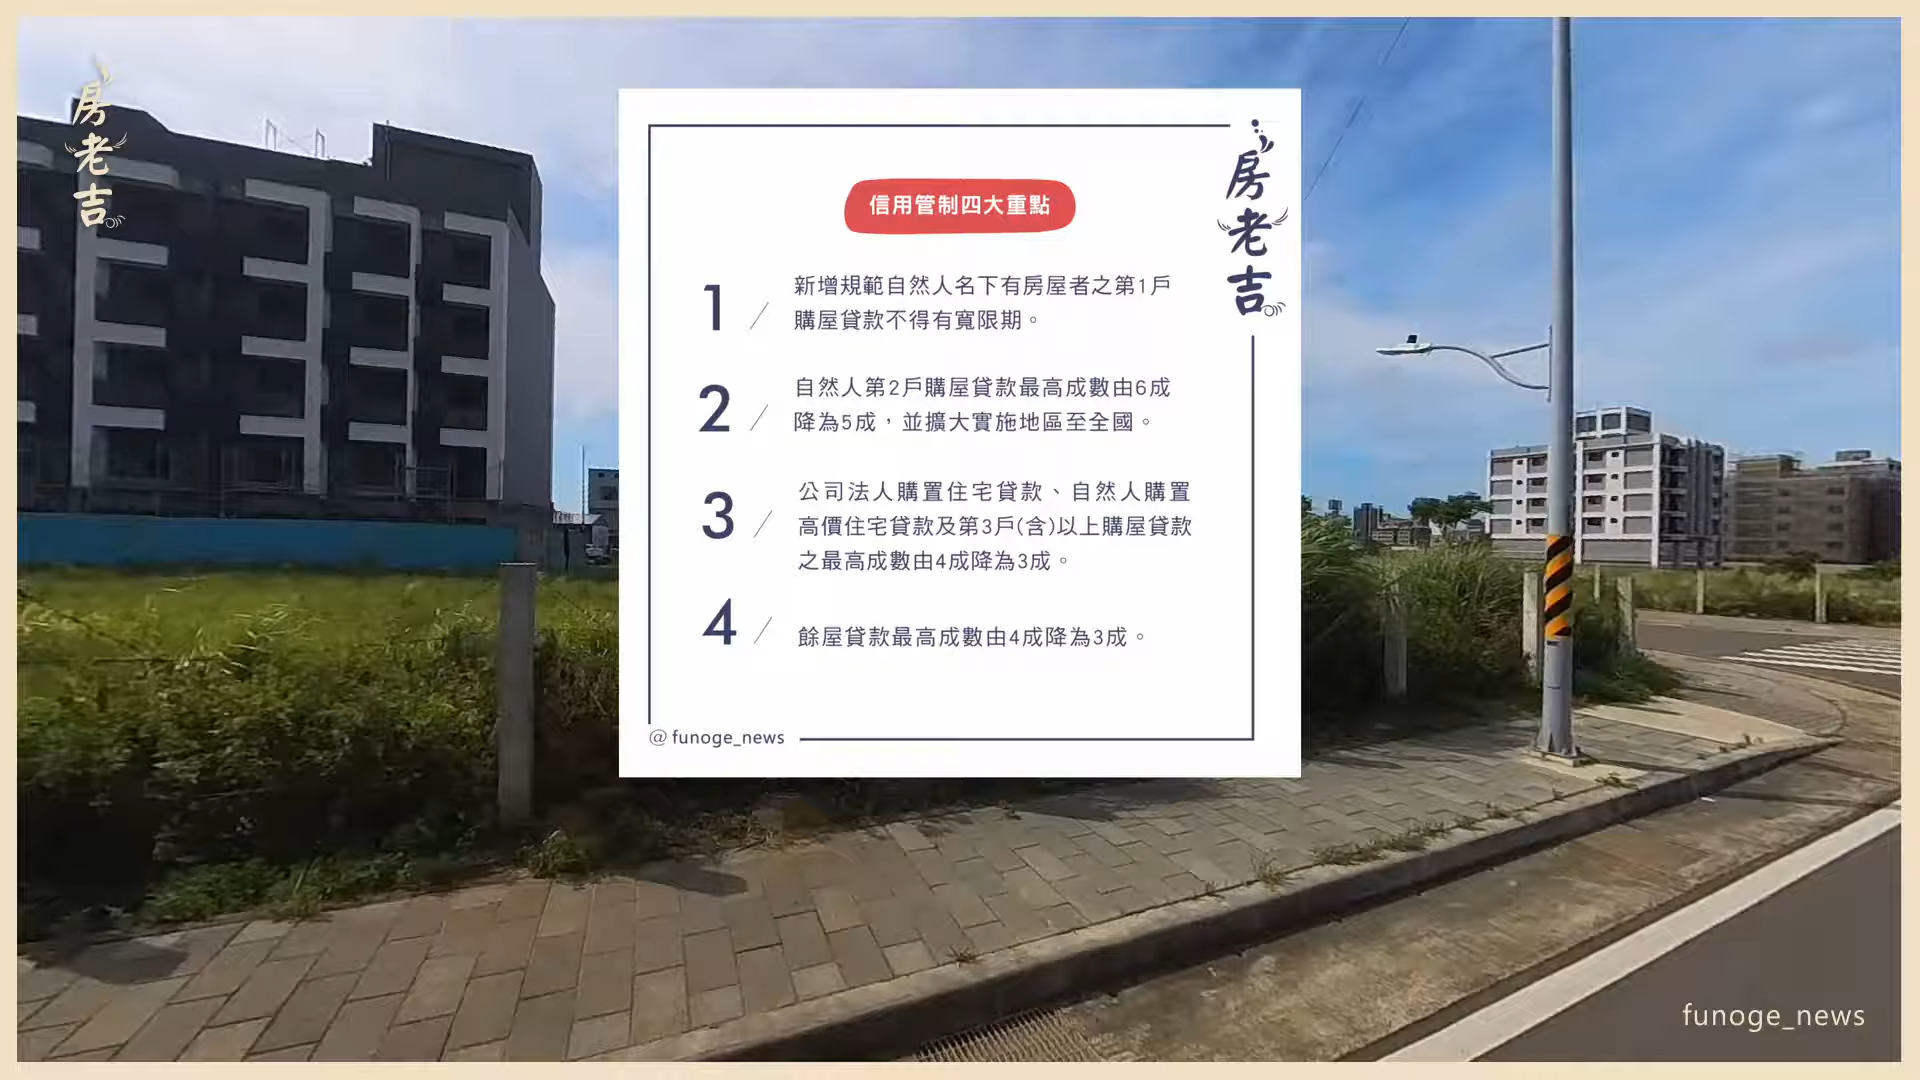 房老吉
信用管制四大重點
房老吉
1
新增規範自然人名下有房屋者之第1戶
購屋貸款不得有寬限期。
2
自然人第2戶購屋貸款最高成數由6成
降為5成，並擴大實施地區至全國。
3
公司法人購置住宅貸款、自然人購置
高價住宅貸款及第3戶(含)以上購屋貸款
之最高成數由4成降為3成。
4
餘屋貸款最高成數由4成降為3成。
@funoge_news
funoge_news